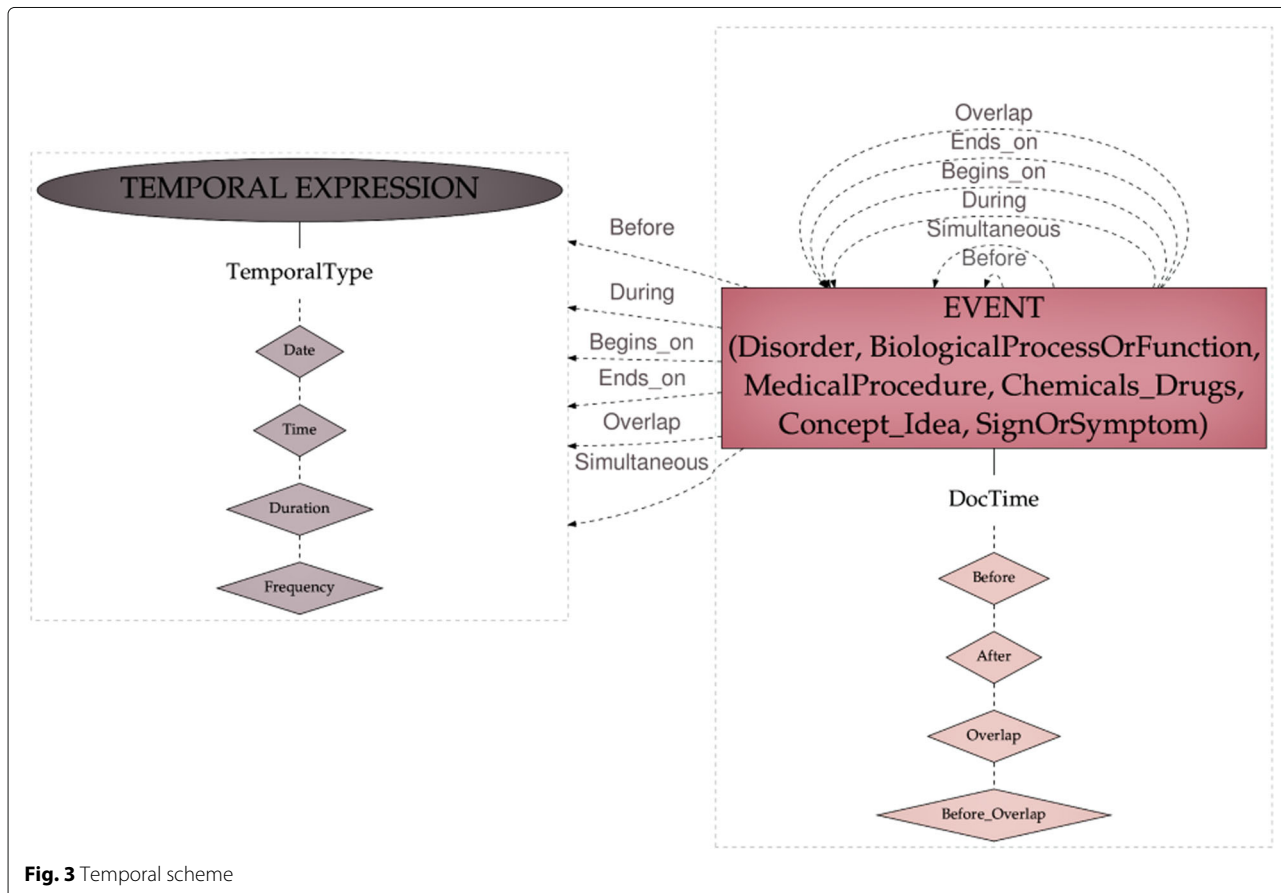 TEMPORAL EXPRESSION
TemporalType
Date
Time
Duration
Frequency
Before
During
Begins_on
Ends_on
Overlap
Simultaneous
Overlap
Ends_on
Begins_on
During
Simultaneous
Before
EVENT
(Disorder, BiologicalProcessOrFunction,
MedicalProcedure, Chemicals_Drugs,
Concept_Idea, SignOrSymptom)
DocTime
Before
After
Overlap
Before_Overlap
Fig. 3 Temporal scheme